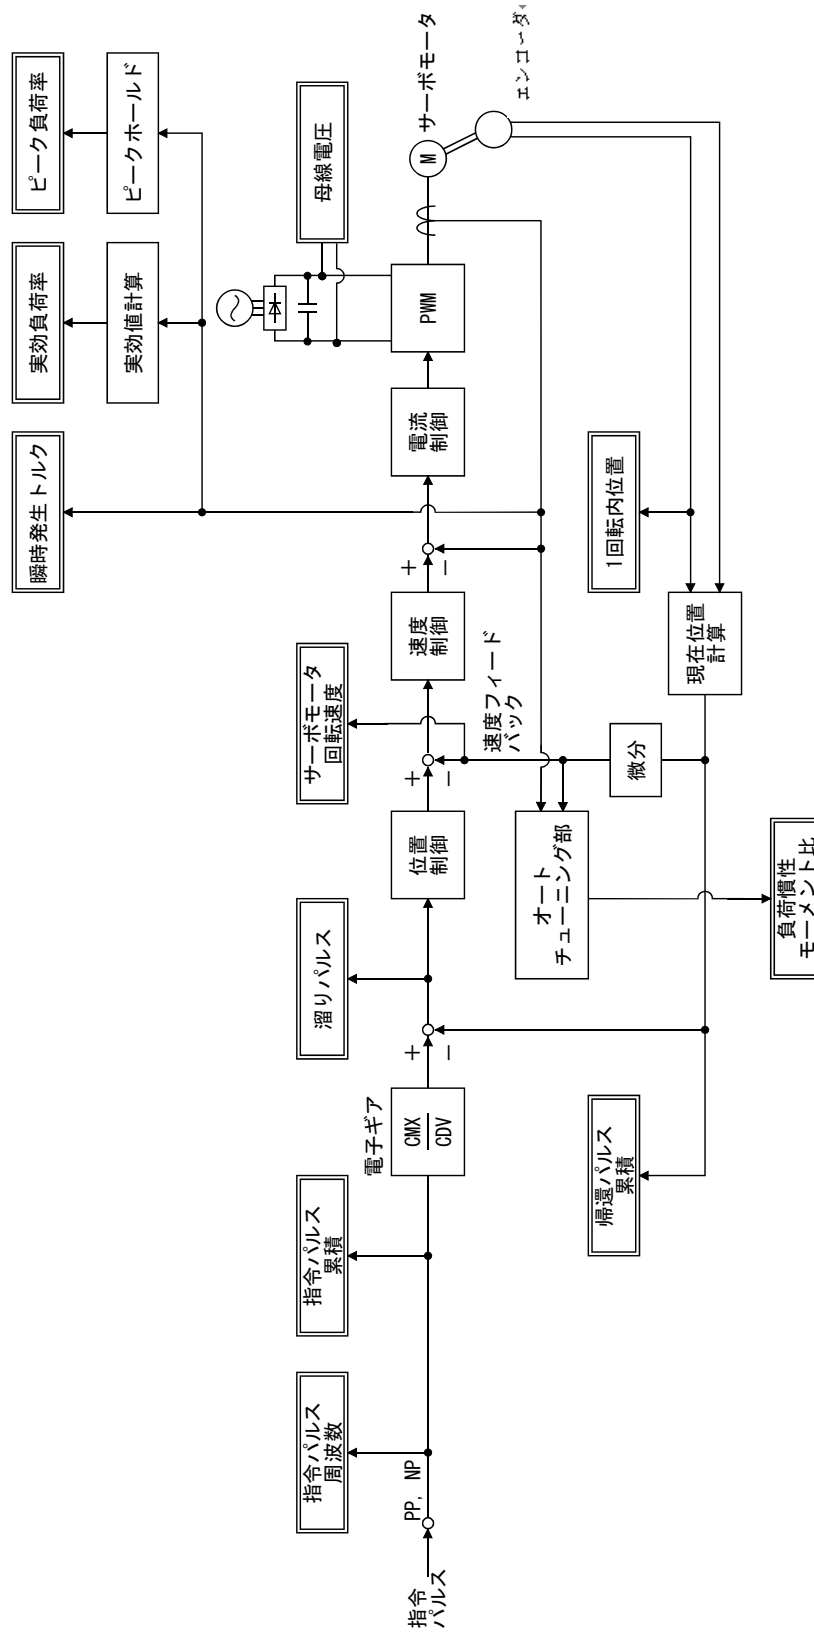 瞬時発生トルク
実効負荷率
ピーク負荷率
実効値計算
ピークホールド
指令パルス
周波数
指令パルス
累積
溜りパルス
サーボモータ
回転速度
母線電圧
指令
パルス
PP, NP
電子ギア
CMX
CDV
+
−
位置
制御
+
−
速度
制御
+
−
電流
制御
PWM
M
サーボモータ
エンコーダ
速度フィード
バック
オート
チューニング部
微分
1回転内位置
現在位置
計算
帰還パルス
累積
負荷慣性
モーメント比